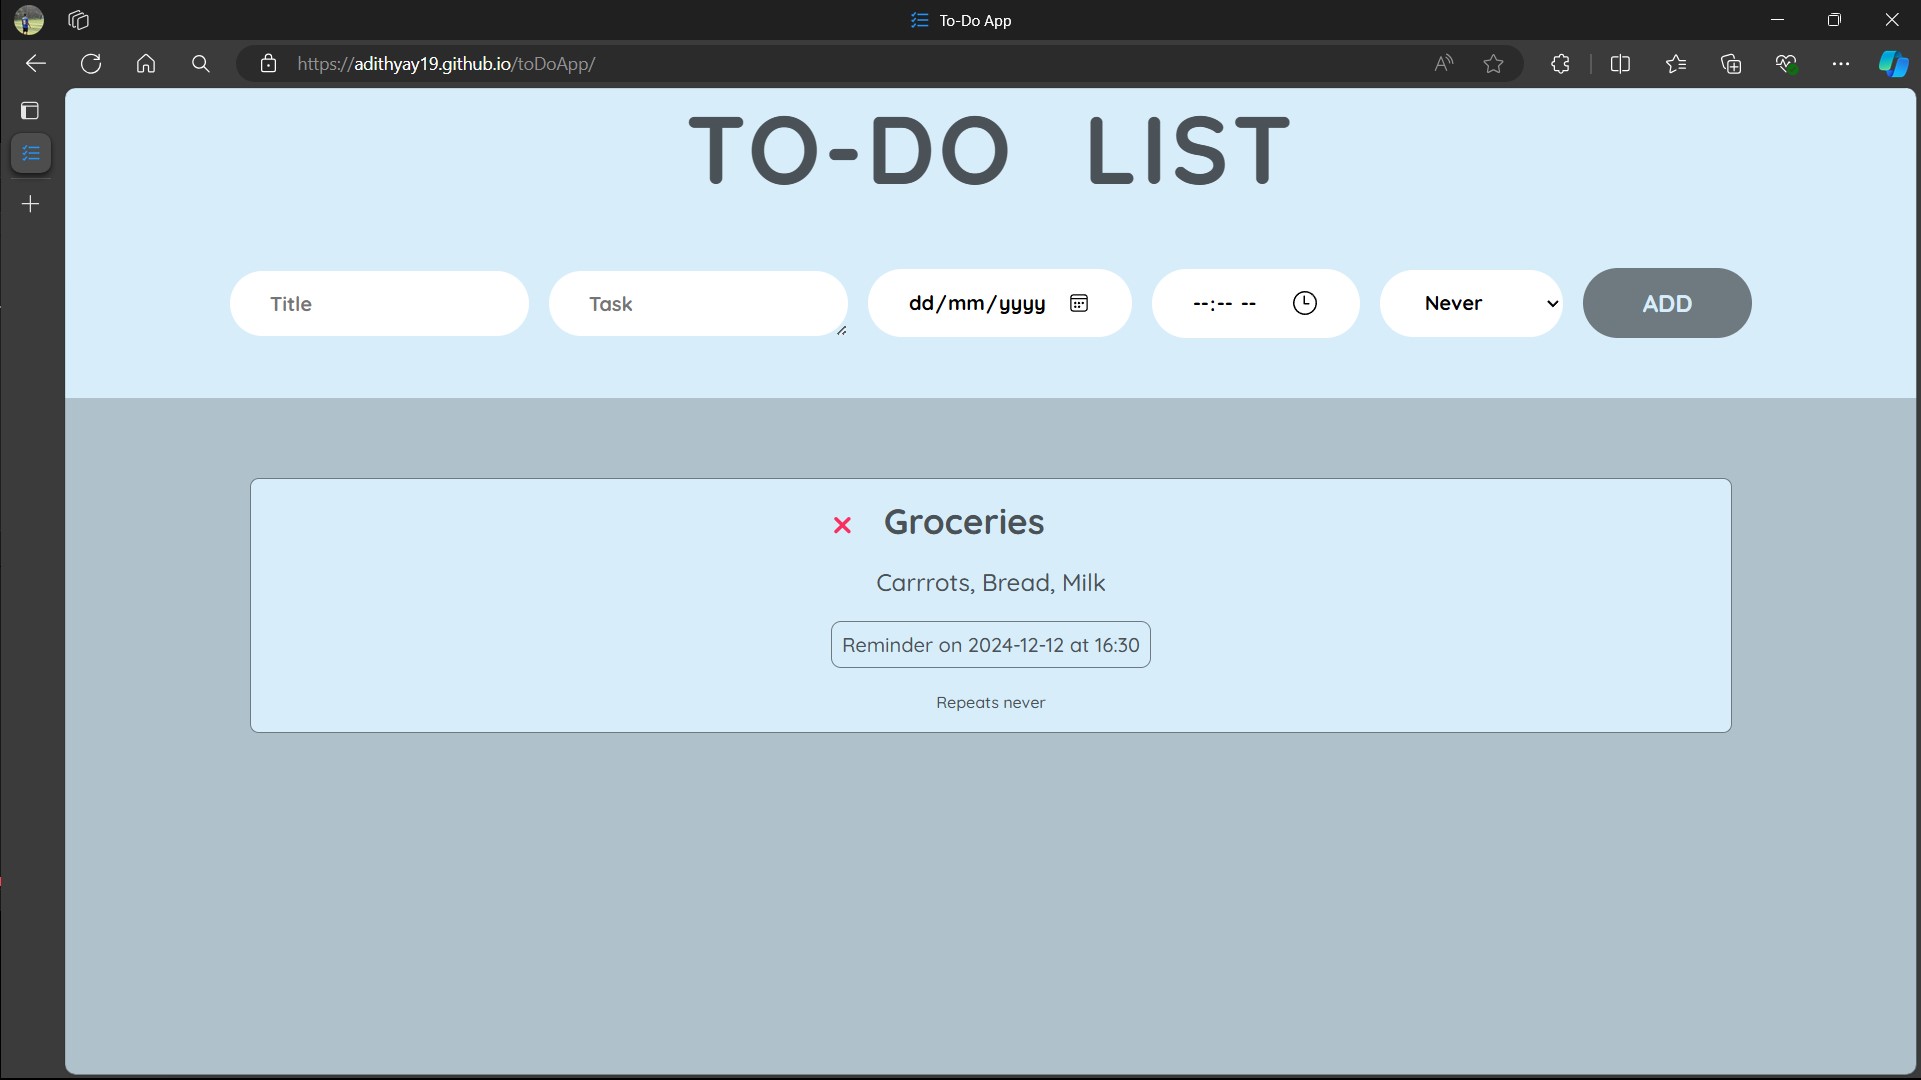 To-Do App
https://adithyay19.github.io/toDoApp/
TO-DO LIST
Title
Task
dd/mm/yyyy
--:-- --
Never
ADD
Groceries
Carrrots, Bread, Milk
Reminder on 2024-12-12 at 16:30
Repeats never